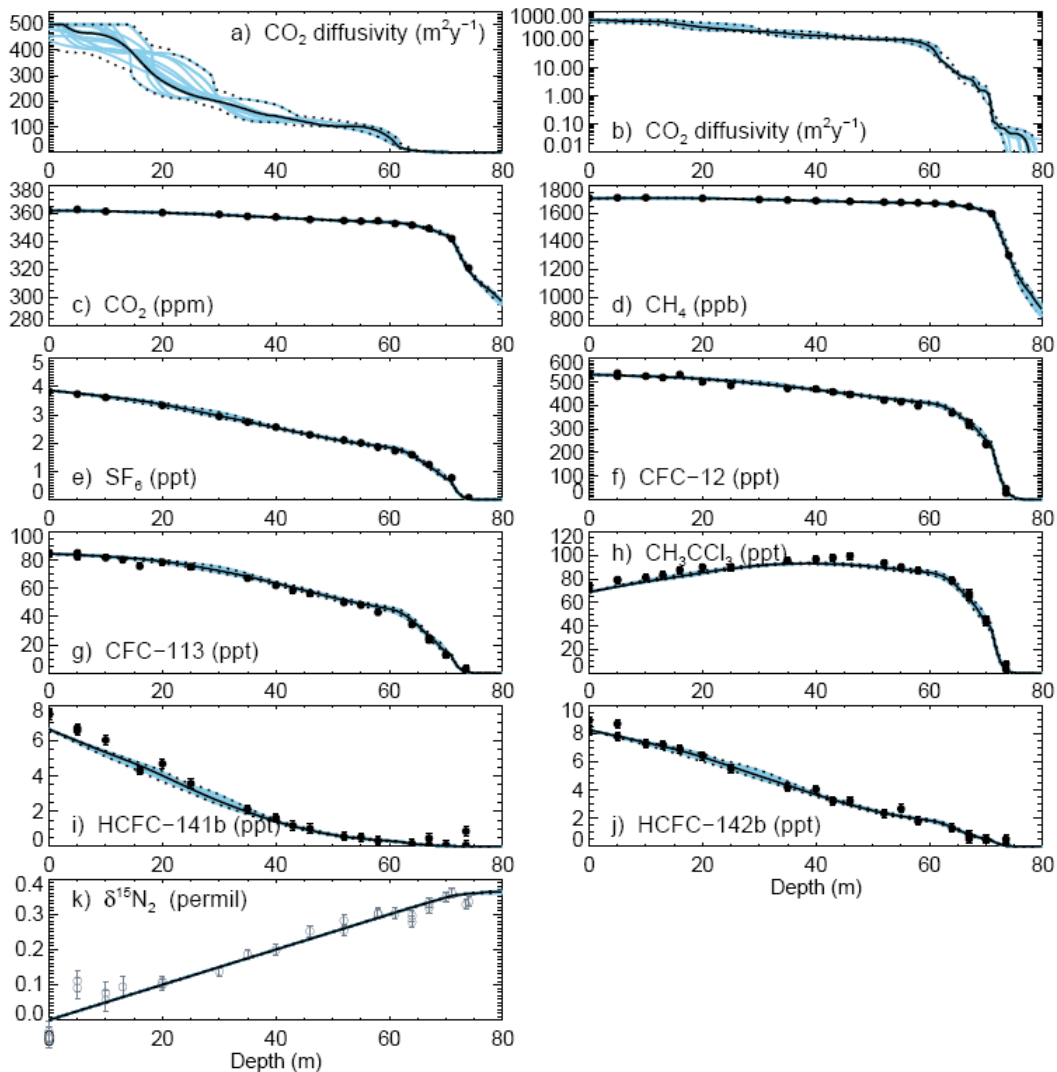 a) CO₂ diffusivity (m²y⁻¹)
500
400
300
200
100
0
0 20 40 60 80
b) CO₂ diffusivity (m²y⁻¹)
1000.00
100.00
10.00
1.00
0.10
0.01
0 20 40 60 80
c) CO₂ (ppm)
380
360
340
320
300
280
0 20 40 60 80
d) CH₄ (ppb)
1800
1600
1400
1200
1000
800
0 20 40 60 80
e) SF₆ (ppt)
5
4
3
2
1
0
0 20 40 60 80
f) CFC−12 (ppt)
600
500
400
300
200
100
0
0 20 40 60 80
g) CFC−113 (ppt)
100
80
60
40
20
0
0 20 40 60 80
h) CH₃CCl₃ (ppt)
120
100
80
60
40
20
0
0 20 40 60 80
i) HCFC−141b (ppt)
8
6
4
2
0
0 20 40 60 80
j) HCFC−142b (ppt)
10
8
6
4
2
0
0 20 40 60 80
Depth (m)
k) δ¹⁵N₂ (permil)
0.4
0.3
0.2
0.1
0.0
0 20 40 60 80
Depth (m)